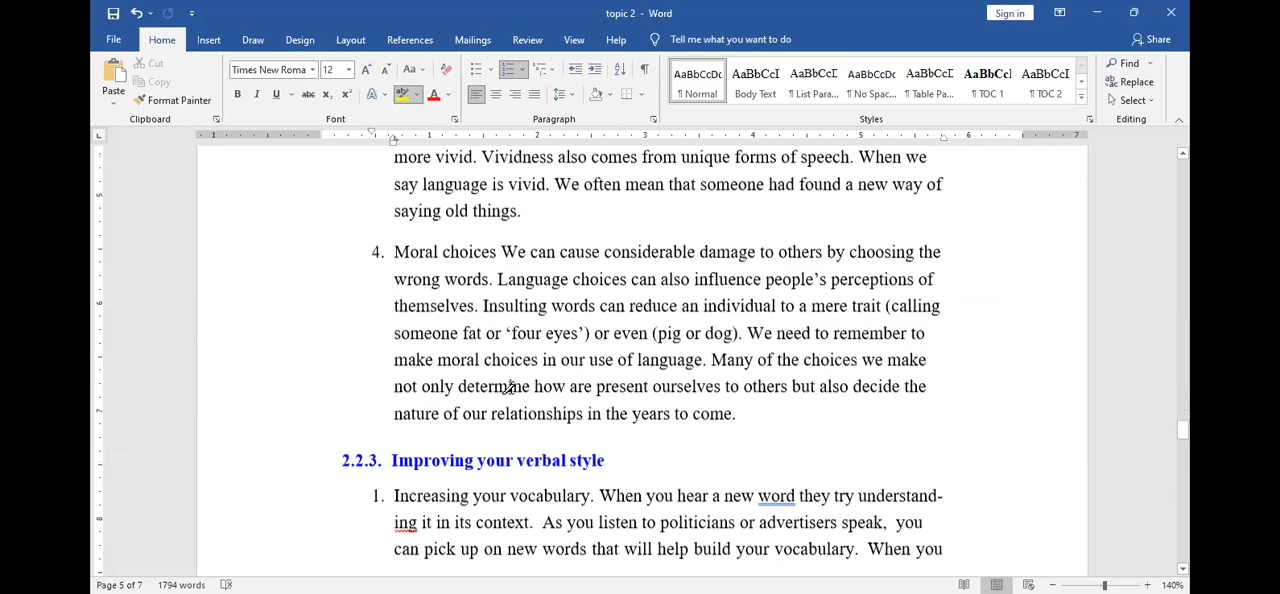 topic 2 - Word
Sign in
File Home Insert Draw Design Layout References Mailings Review View Help Tell me what you want to do Share
Paste Cut Copy Format Painter
Times New Roma 12
AaBbCcDc AaBbCcI AaBbCcI AaBbCcDc AaBbCcI AaBbCcI AaBbCcI
¶ Normal Body Text ¶ List Para... ¶ No Spac... ¶ Table Pa... ¶ TOC 1 ¶ TOC 2
Find
Replace
Select
Clipboard Font Paragraph Styles Editing
more vivid. Vividness also comes from unique forms of speech. When we
say language is vivid. We often mean that someone had found a new way of
saying old things.
4. Moral choices We can cause considerable damage to others by choosing the
wrong words. Language choices can also influence people’s perceptions of
themselves. Insulting words can reduce an individual to a mere trait (calling
someone fat or ‘four eyes’) or even (pig or dog). We need to remember to
make moral choices in our use of language. Many of the choices we make
not only determine how are present ourselves to others but also decide the
nature of our relationships in the years to come.
2.2.3. Improving your verbal style
1. Increasing your vocabulary. When you hear a new word they try understand-
ing it in its context. As you listen to politicians or advertisers speak, you
can pick up on new words that will help build your vocabulary. When you
Page 5 of 7 1794 words 140%